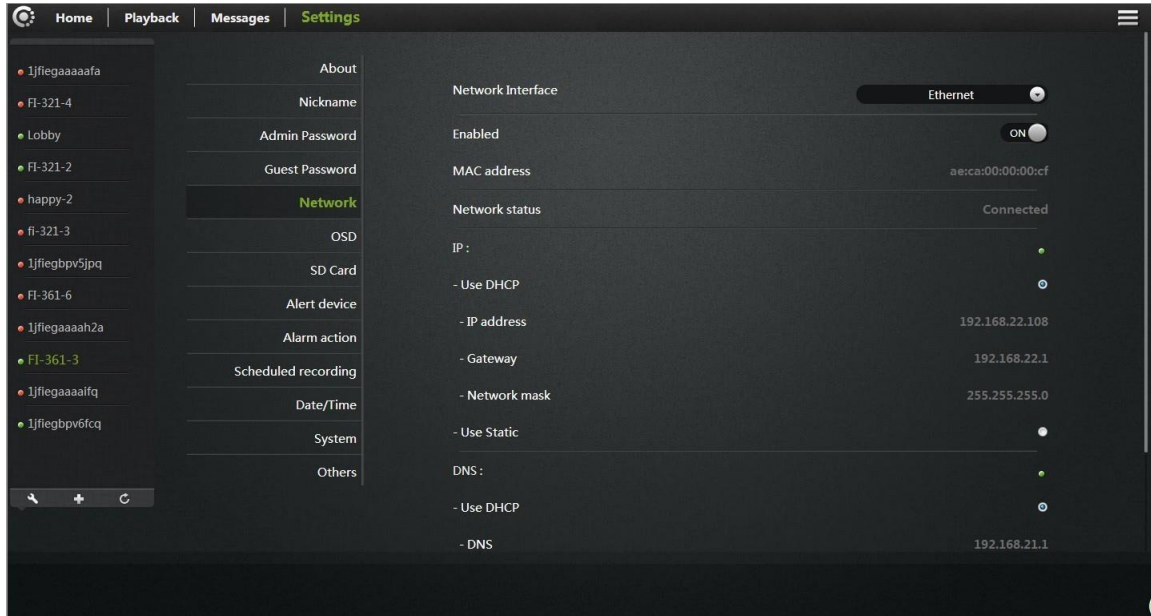 Home
Playback
Messages
Settings
1jfiegaaaaafa
FI-321-4
Lobby
FI-321-2
happy-2
fi-321-3
1jfiegbpv5jpq
FI-361-6
1jfiegaaaah2a
FI-361-3
1jfiegaaaaifq
1jfiegbpv6fcq
About
Nickname
Admin Password
Guest Password
Network
OSD
SD Card
Alert device
Alarm action
Scheduled recording
Date/Time
System
Others
Network Interface Ethernet
Enabled ON
MAC address ae:ca:00:00:00:cf
Network status Connected
IP :
- Use DHCP
- IP address 192.168.22.108
- Gateway 192.168.22.1
- Network mask 255.255.255.0
- Use Static
DNS :
- Use DHCP
- DNS 192.168.21.1